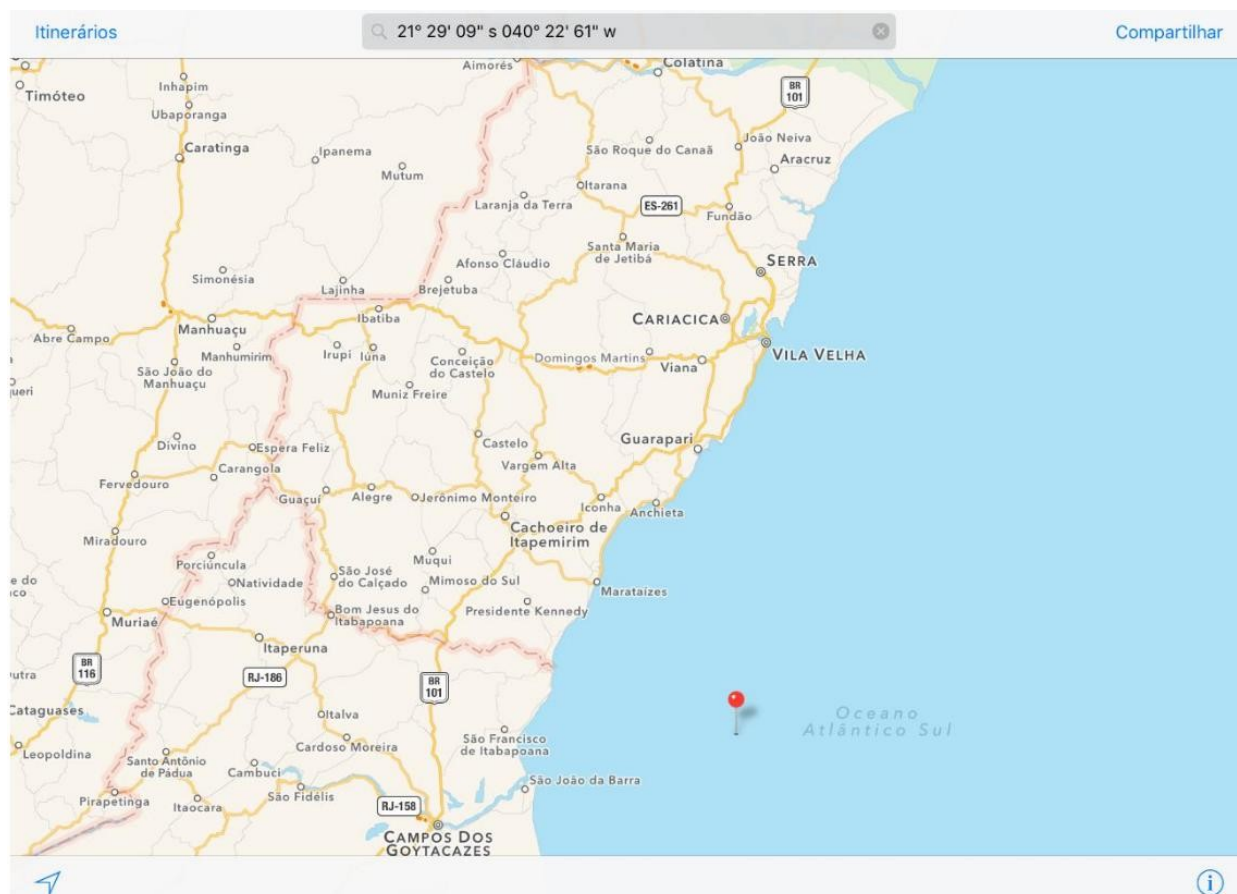 Itinerários
21° 29' 09" s 040° 22' 61" w
Compartilhar
Aimorés
Colatina
Timóteo
Inhapim
BR
101
Ubaporanga
João Neiva
Caratinga
Ipanema
São Roque do Canaã
Aracruz
Mutum
Itarana
Laranja da Terra
ES-261
Fundão
Santa Maria
de Jetibá
Afonso Cláudio
SERRA
Simonésia
Lajinha
Brejetuba
Ibatiba
CARIACICA
Manhuaçu
Abre Campo
Manhumirim
Irupi
Iúna
Conceição
do Castelo
Domingos Martins
Viana
VILA VELHA
São João do
Manhuaçu
queri
Muniz Freire
Divino
Espera Feliz
Castelo
Guarapari
Carangola
Vargem Alta
Fervedouro
Guaçuí
Alegre
Jerônimo Monteiro
Iconha
Anchieta
Cachoeiro de
Itapemirim
Miradouro
Porciúncula
Muqui
e do
co
Natividade
São José
do Calçado
Mimoso do Sul
Marataízes
Eugenópolis
Presidente Kennedy
Muriaé
Bom Jesus do
Itabapoana
Itaperuna
BR
116
RJ-186
BR
101
utra
Cataguases
Italva
Oceano
Atlântico Sul
Leopoldina
Cardoso Moreira
São Francisco
de Itabapoana
Santo Antônio
de Pádua
Cambuci
São João da Barra
Pirapetinga
Itaocara
São Fidélis
RJ-158
CAMPOS DOS
GOYTACAZES